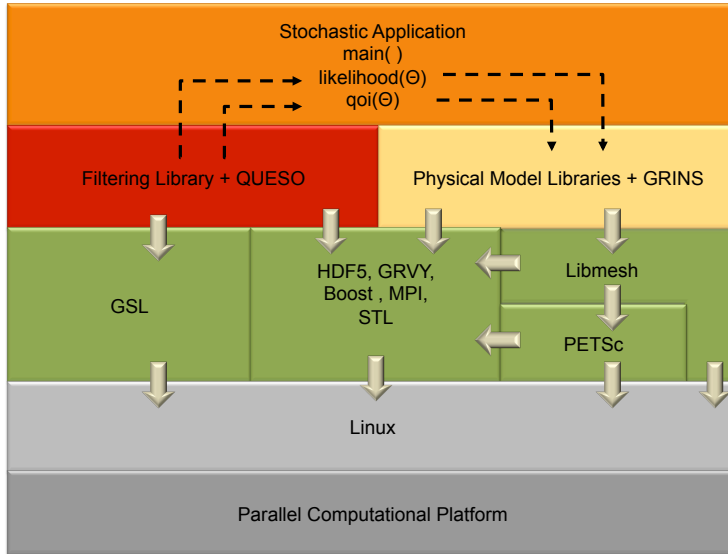 Stochastic Application
main( )
likelihood(Θ)
qoi(Θ)
Filtering Library + QUESO
Physical Model Libraries + GRINS
GSL
HDF5, GRVY,
Boost , MPI,
STL
Libmesh
PETSc
Linux
Parallel Computational Platform